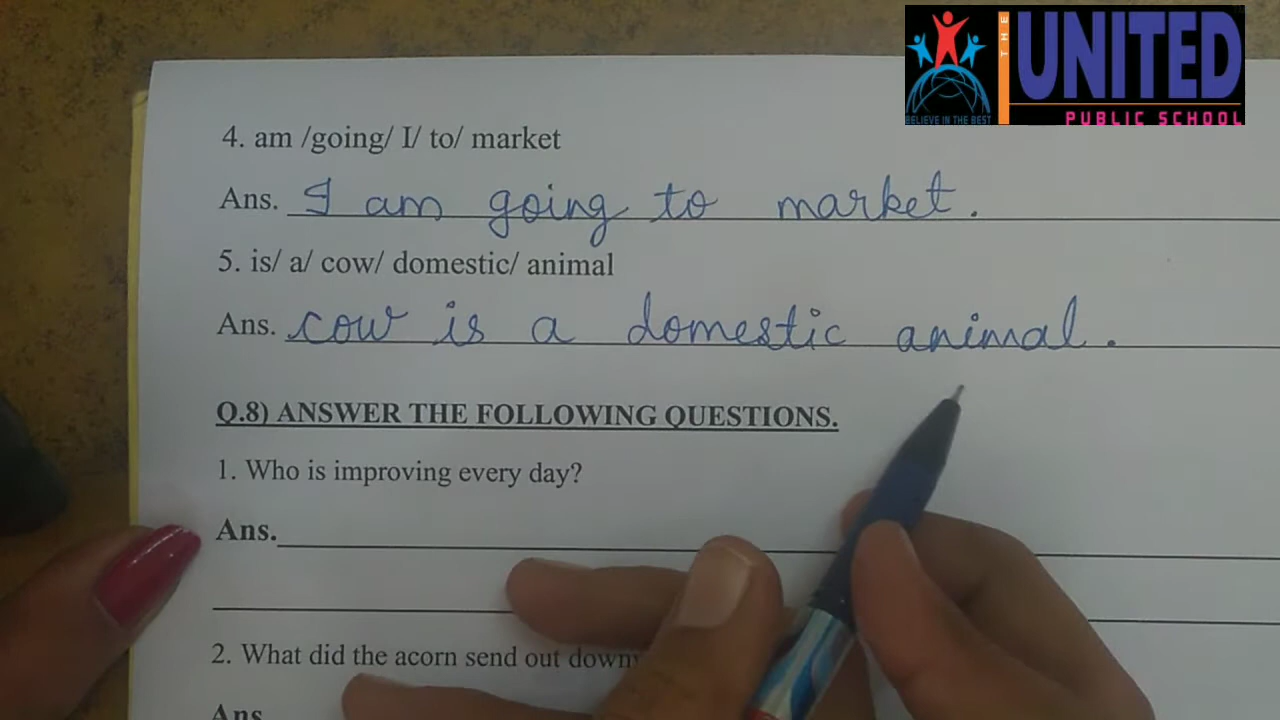 THE UNITED
BELIEVE IN THE BEST
PUBLIC SCHOOL
4. am /going/ I/ to/ market
Ans. I am going to market.
5. is/ a/ cow/ domestic/ animal
Ans. cow is a domestic animal.
Q.8) ANSWER THE FOLLOWING QUESTIONS.
1. Who is improving every day?
Ans.
2. What did the acorn send out
Ans